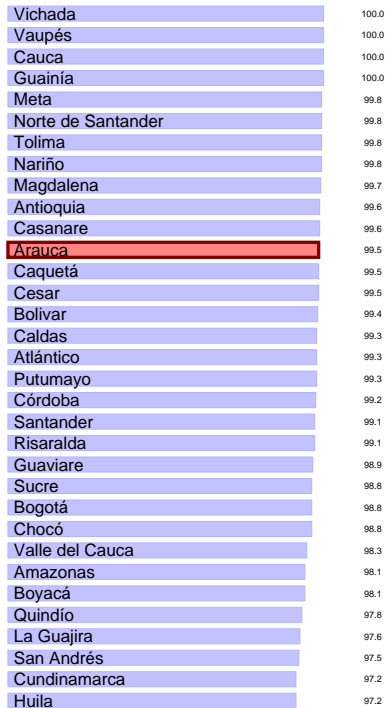 Vichada 100.0
Vaupés 100.0
Cauca 100.0
Guainía 100.0
Meta 99.8
Norte de Santander 99.8
Tolima 99.8
Nariño 99.8
Magdalena 99.7
Antioquia 99.6
Casanare 99.6
Arauca 99.5
Caquetá 99.5
Cesar 99.5
Bolivar 99.4
Caldas 99.3
Atlántico 99.3
Putumayo 99.3
Córdoba 99.2
Santander 99.1
Risaralda 99.1
Guaviare 98.9
Sucre 98.8
Bogotá 98.8
Chocó 98.8
Valle del Cauca 98.3
Amazonas 98.1
Boyacá 98.1
Quindío 97.8
La Guajira 97.6
San Andrés 97.5
Cundinamarca 97.2
Huila 97.2